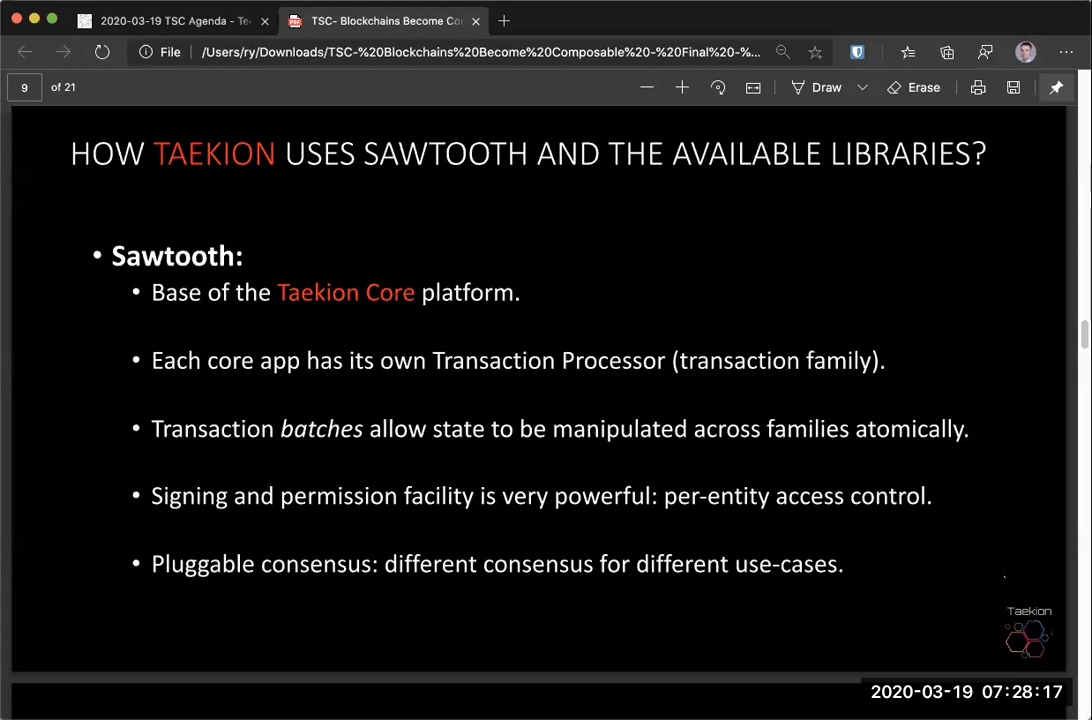 2020-03-19 TSC Agenda - Te
TSC- Blockchains Become Co
File
/Users/ry/Downloads/TSC-%20Blockchains%20Become%20Composable%20-%20Final%20-%...
9
of 21
Draw
Erase
HOW TAEKION USES SAWTOOTH AND THE AVAILABLE LIBRARIES?
• Sawtooth:
• Base of the Taekion Core platform.
• Each core app has its own Transaction Processor (transaction family).
• Transaction batches allow state to be manipulated across families atomically.
• Signing and permission facility is very powerful: per-entity access control.
• Pluggable consensus: different consensus for different use-cases.
Taekion
2020-03-19 07:28:17